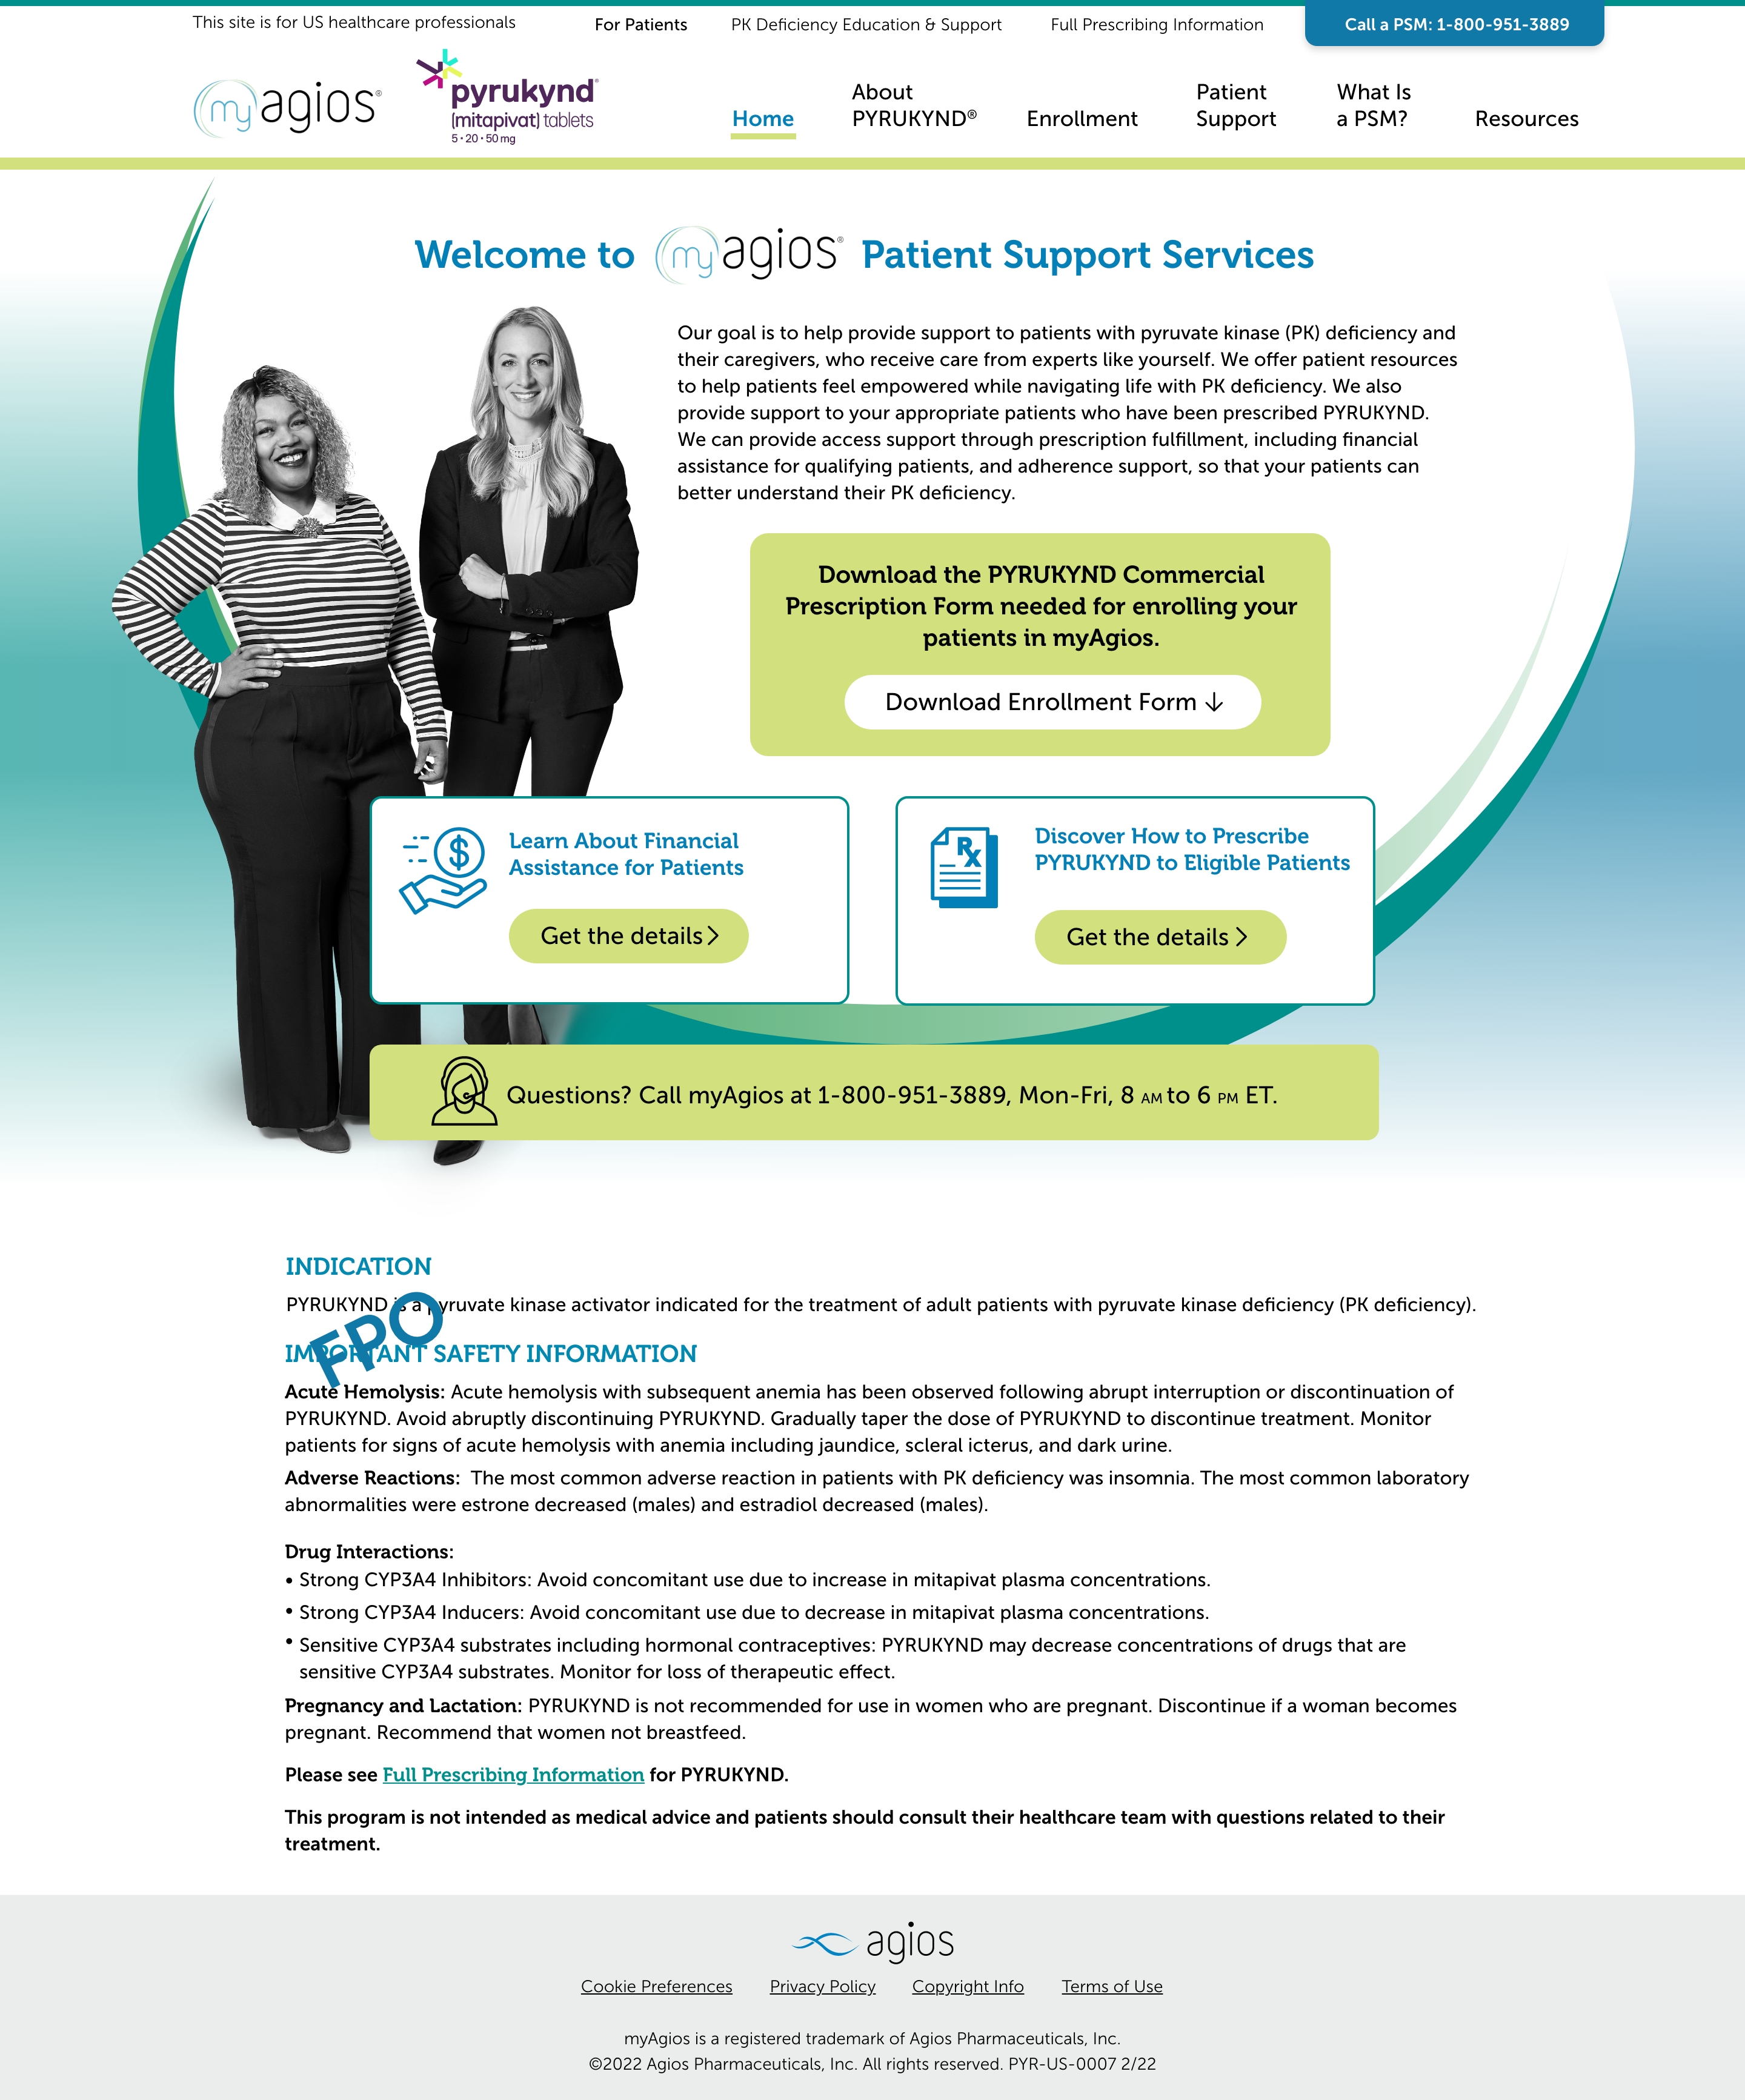 This site is for US healthcare professionals
For Patients
PK Deficiency Education & Support
Full Prescribing Information
Call a PSM: 1-800-951-3889
myagios®
pyrukynd®
(mitapivat) tablets
5 • 20 • 50 mg
Home
About
PYRUKYND®
Enrollment
Patient
Support
What Is
a PSM?
Resources
Welcome to myagios® Patient Support Services
Our goal is to help provide support to patients with pyruvate kinase (PK) deficiency and
their caregivers, who receive care from experts like yourself. We offer patient resources
to help patients feel empowered while navigating life with PK deficiency. We also
provide support to your appropriate patients who have been prescribed PYRUKYND.
We can provide access support through prescription fulfillment, including financial
assistance for qualifying patients, and adherence support, so that your patients can
better understand their PK deficiency.
Download the PYRUKYND Commercial
Prescription Form needed for enrolling your
patients in myAgios.
Download Enrollment Form ↓
Learn About Financial
Assistance for Patients
Get the details >
Rx
Discover How to Prescribe
PYRUKYND to Eligible Patients
Get the details >
Questions? Call myAgios at 1-800-951-3889, Mon-Fri, 8 AM to 6 PM ET.
INDICATION
PYRUKYND is a pyruvate kinase activator indicated for the treatment of adult patients with pyruvate kinase deficiency (PK deficiency).
FPO
IMPORTANT SAFETY INFORMATION
Acute Hemolysis: Acute hemolysis with subsequent anemia has been observed following abrupt interruption or discontinuation of
PYRUKYND. Avoid abruptly discontinuing PYRUKYND. Gradually taper the dose of PYRUKYND to discontinue treatment. Monitor
patients for signs of acute hemolysis with anemia including jaundice, scleral icterus, and dark urine.
Adverse Reactions: The most common adverse reaction in patients with PK deficiency was insomnia. The most common laboratory
abnormalities were estrone decreased (males) and estradiol decreased (males).
Drug Interactions:
• Strong CYP3A4 Inhibitors: Avoid concomitant use due to increase in mitapivat plasma concentrations.
• Strong CYP3A4 Inducers: Avoid concomitant use due to decrease in mitapivat plasma concentrations.
• Sensitive CYP3A4 substrates including hormonal contraceptives: PYRUKYND may decrease concentrations of drugs that are
sensitive CYP3A4 substrates. Monitor for loss of therapeutic effect.
Pregnancy and Lactation: PYRUKYND is not recommended for use in women who are pregnant. Discontinue if a woman becomes
pregnant. Recommend that women not breastfeed.
Please see Full Prescribing Information for PYRUKYND.
This program is not intended as medical advice and patients should consult their healthcare team with questions related to their
treatment.
agios
Cookie Preferences
Privacy Policy
Copyright Info
Terms of Use
myAgios is a registered trademark of Agios Pharmaceuticals, Inc.
©2022 Agios Pharmaceuticals, Inc. All rights reserved. PYR-US-0007 2/22